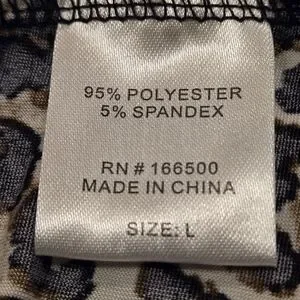 95% POLYESTER
5% SPANDEX
RN # 166500
MADE IN CHINA
SIZE: L